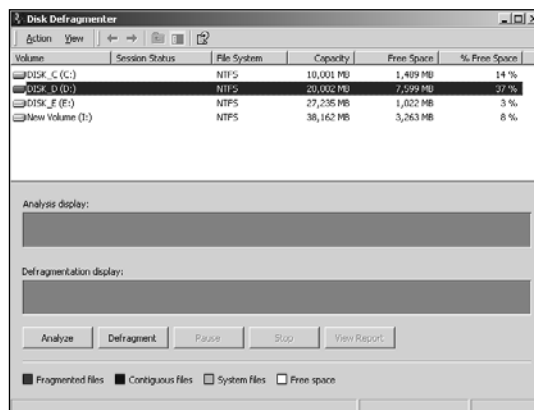 Disk Defragmenter
Action View
Volume Session Status File System Capacity Free Space % Free Space
DISK_C (C:) NTFS 10,001 MB 1,489 MB 14 %
DISK_D (D:) NTFS 20,002 MB 7,599 MB 37 %
DISK_E (E:) NTFS 27,235 MB 1,022 MB 3 %
New Volume (I:) NTFS 38,162 MB 3,263 MB 8 %
Analysis display:
Defragmentation display:
Analyze Defragment Pause Stop View Report
Fragmented files Contiguous files System files Free space